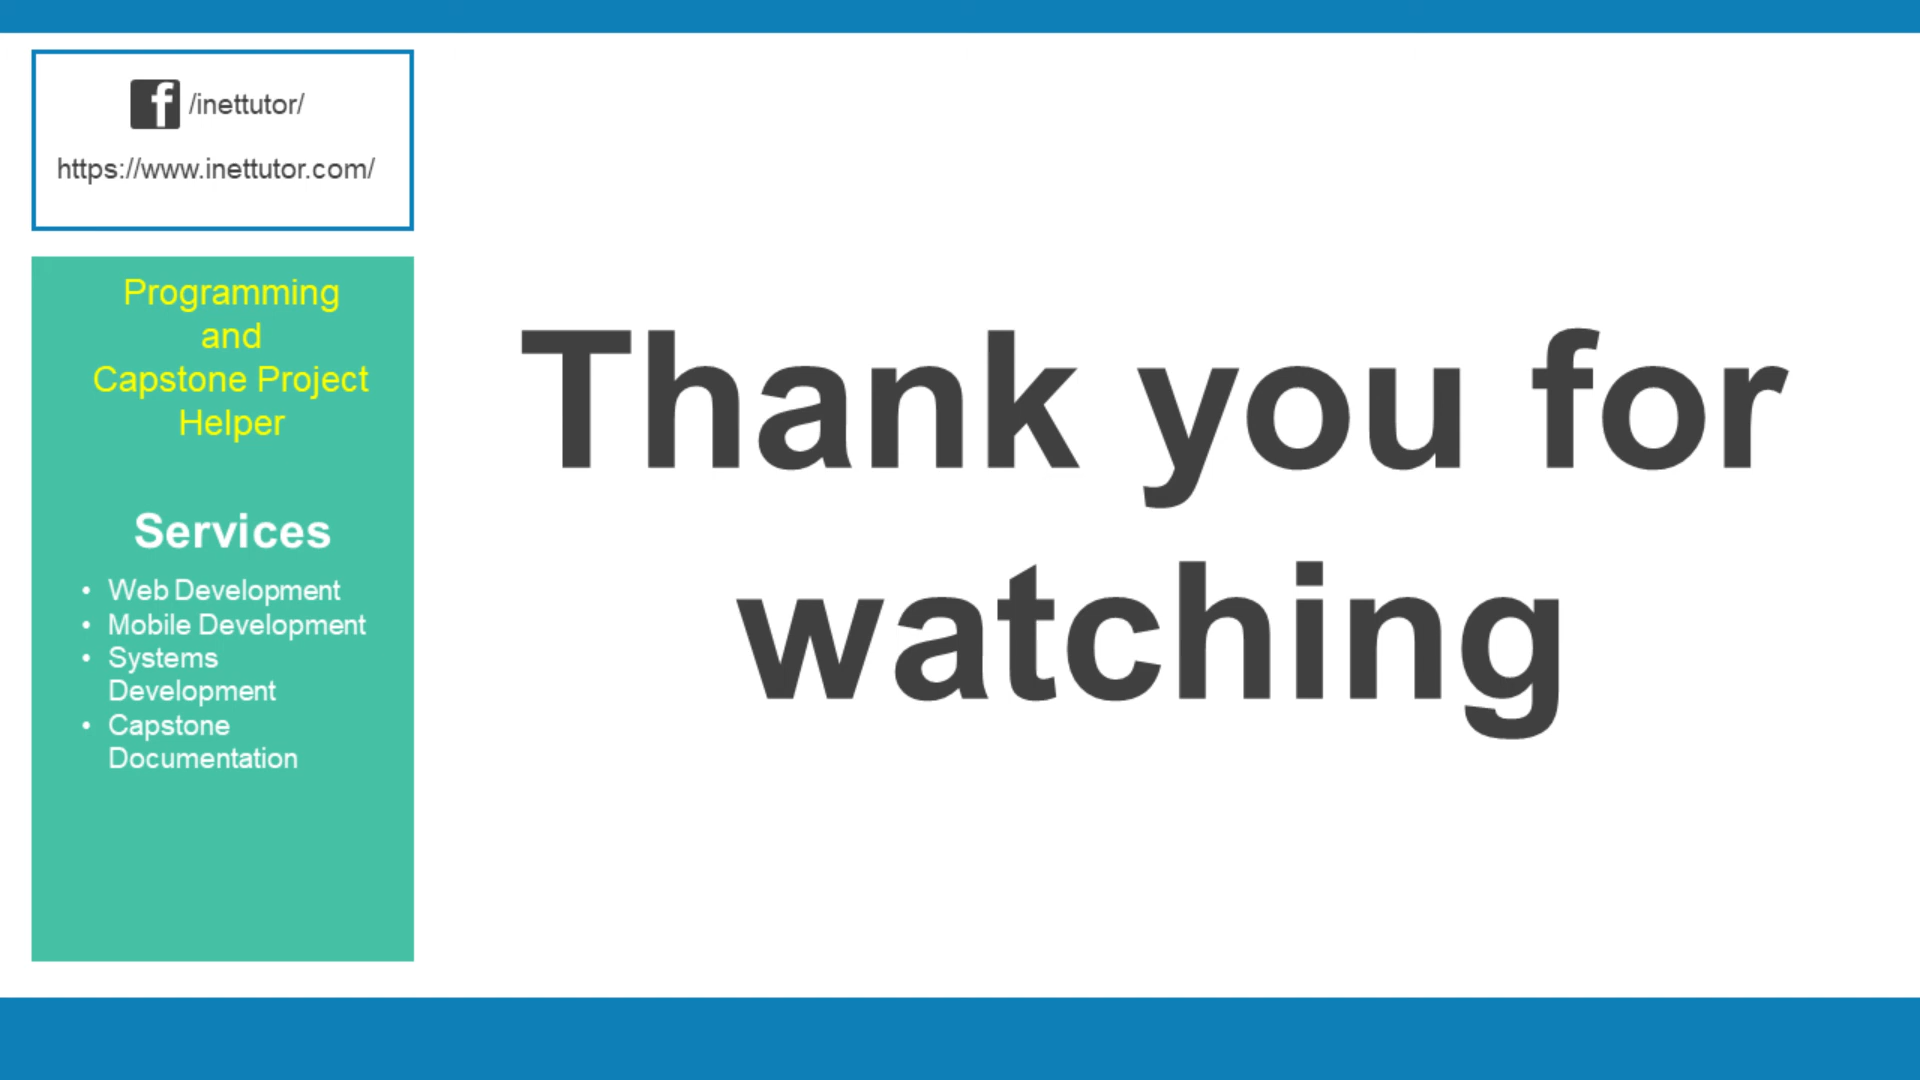 /inettutor/
https://www.inettutor.com/
Programming
and
Capstone Project
Helper
Services
• Web Development
• Mobile Development
• Systems
Development
• Capstone
Documentation
Thank you for
watching